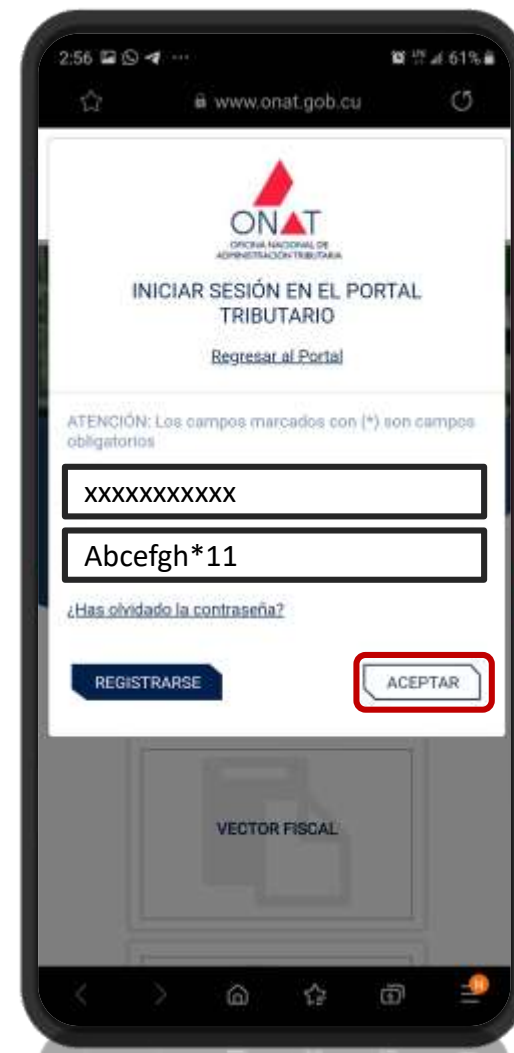 2:56
61%
www.onat.gob.cu
ONAT
OFICINA NACIONAL DE
ADMINISTRACIÓN TRIBUTARIA
INICIAR SESIÓN EN EL PORTAL
TRIBUTARIO
Regresar al Portal
ATENCIÓN: Los campos marcados con (*) son campos
obligatorios
xxxxxxxxxxx
Abcefgh*11
¿Has olvidado la contraseña?
REGISTRARSE
ACEPTAR
VECTOR FISCAL